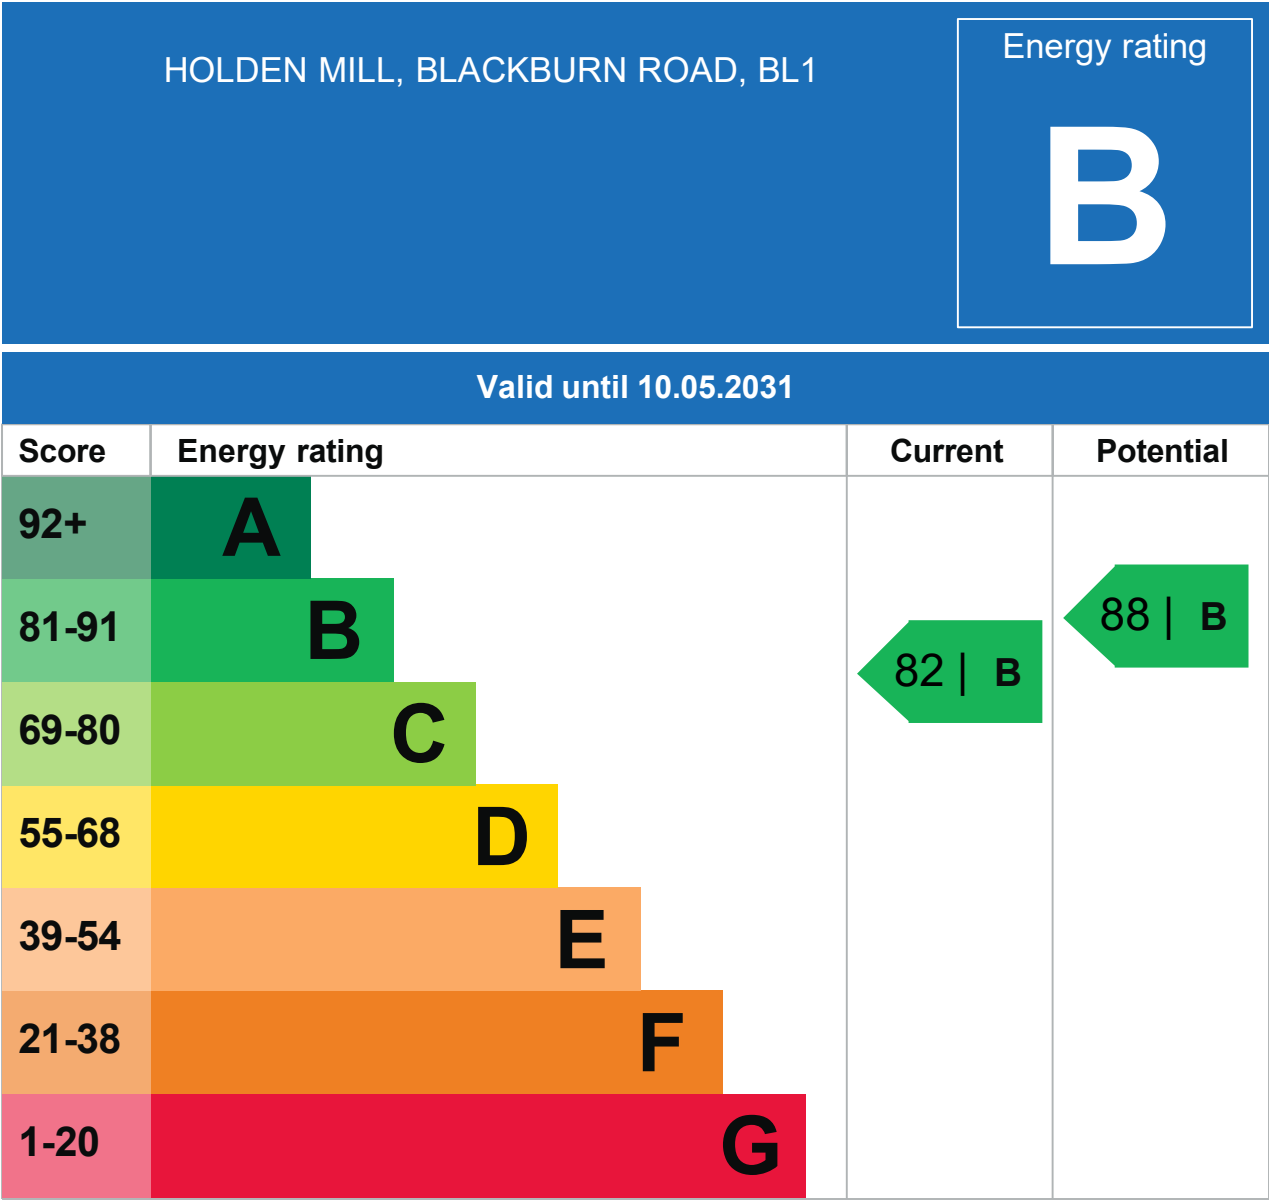 HOLDEN MILL, BLACKBURN ROAD, BL1
Energy rating
B
Valid until 10.05.2031
Score Energy rating Current Potential
92+ A
81-91 B
88 | B
82 | B
69-80 C
55-68 D
39-54 E
21-38 F
1-20 G